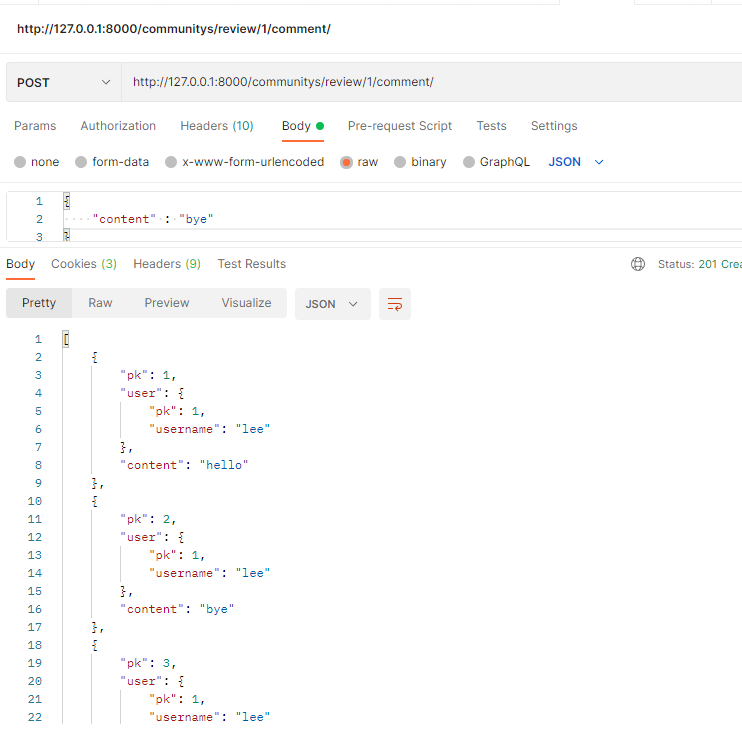 http://127.0.0.1:8000/communitys/review/1/comment/
POST http://127.0.0.1:8000/communitys/review/1/comment/
Params Authorization Headers (10) Body Pre-request Script Tests Settings
none form-data x-www-form-urlencoded raw binary GraphQL JSON
1 {
2 ····"content"·:·"bye"
3 }
Body Cookies (3) Headers (9) Test Results Status: 201 Crea
Pretty Raw Preview Visualize JSON
1 [
2 {
3 "pk": 1,
4 "user": {
5 "pk": 1,
6 "username": "lee"
7 },
8 "content": "hello"
9 },
10 {
11 "pk": 2,
12 "user": {
13 "pk": 1,
14 "username": "lee"
15 },
16 "content": "bye"
17 },
18 {
19 "pk": 3,
20 "user": {
21 "pk": 1,
22 "username": "lee"